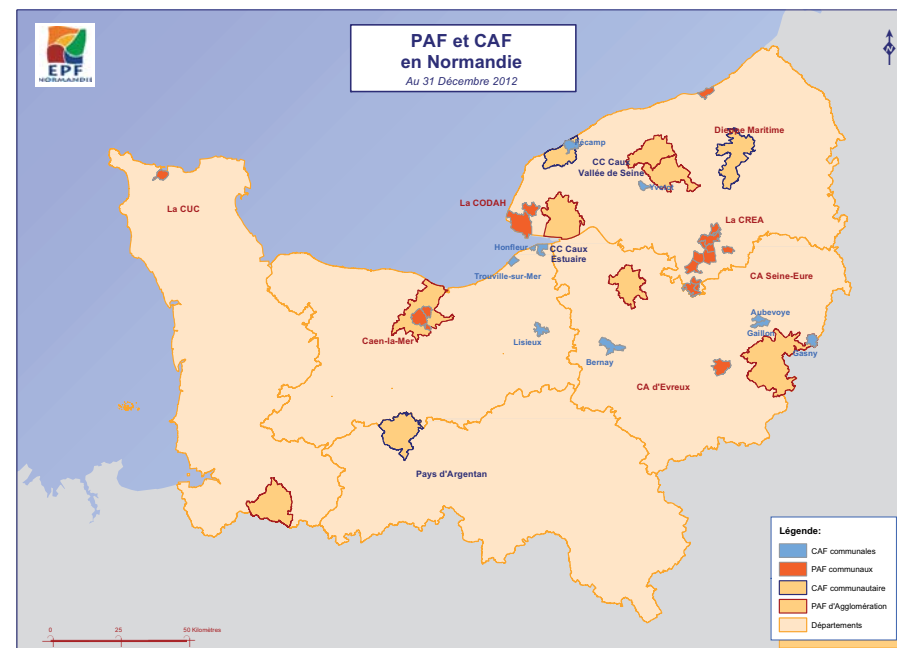 EPF
NORMANDIE
PAF et CAF
en Normandie
Au 31 Décembre 2012
N
Dieppe Maritime
Fécamp
CC Caux
Vallée de Seine
Yvetot
La CUC
La CODAH
La CREA
Honfleur
CC Caux
Estuaire
Trouville-sur-Mer
CA Seine-Eure
Aubevoye
Gaillon
Gasny
Caen-la-Mer
Lisieux
Bernay
CA d'Evreux
Pays d'Argentan
Légende:
CAF communales
PAF communaux
CAF communautaire
PAF d'Agglomération
Départements
0 25 50 Kilomètres